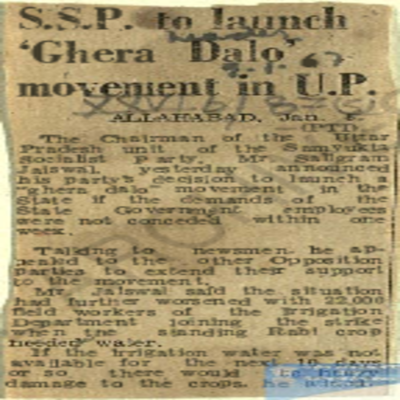 S.S.P. to launch
'Ghera Dalo'
movement in U.P.
ALLAHABAD, Jan. 8.
(PTI)
The Chairman of the Uttar
Pradesh unit of the Samyukta
Socialist Party, Mr Saligram
Jaiswal, yesterday announced
his party's decision to launch a
"ghera dalo" movement in the
State if the demands of the
State Government employees
were not conceded within one
week.
Talking to newsmen he ap-
pealed to the other Opposition
parties to extend their support
to the movement.
Mr. Jaiswal said the situation
had further worsened with 22,000
field workers of the Irrigation
Department joining the strike
when the standing Rabi crop
needed water.
If the irrigation water was not
available for the next 10 days
or so there would be heavy
damage to the crops, he added.